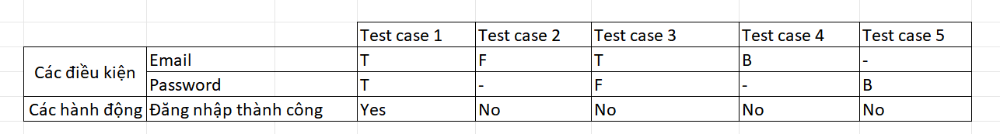 Test case 1 Test case 2 Test case 3 Test case 4 Test case 5
Các điều kiện Email T F T B -
Password T - F - B
Các hành động Đăng nhập thành công Yes No No No No